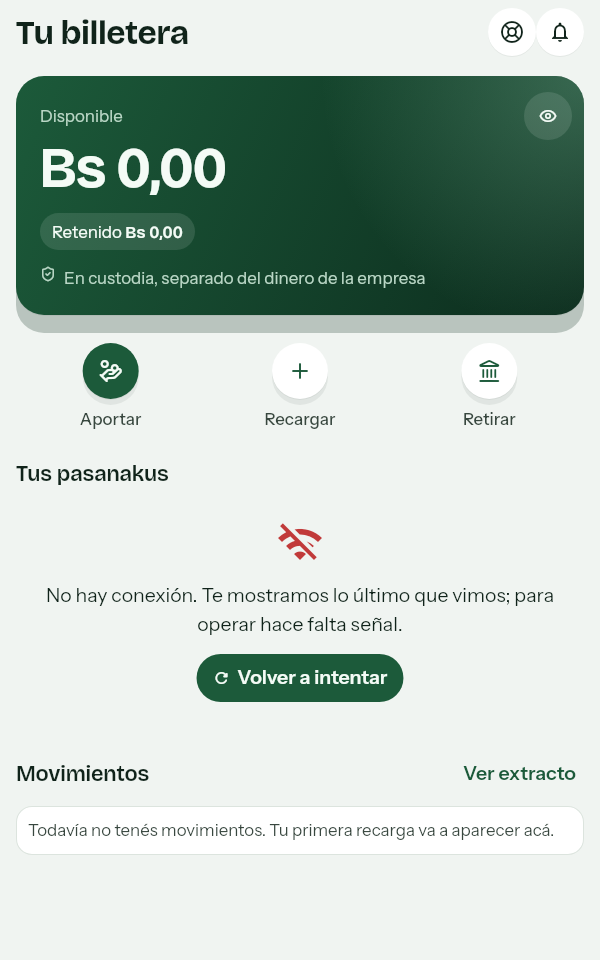 Tu billetera
Disponible
Bs 0,00
Retenido Bs 0,00
En custodia, separado del dinero de la empresa
Aportar
Recargar
Retirar
Tus pasanakus
No hay conexión. Te mostramos lo último que vimos; para
operar hace falta señal.
Volver a intentar
Movimientos
Ver extracto
Todavía no tenés movimientos. Tu primera recarga va a aparecer acá.